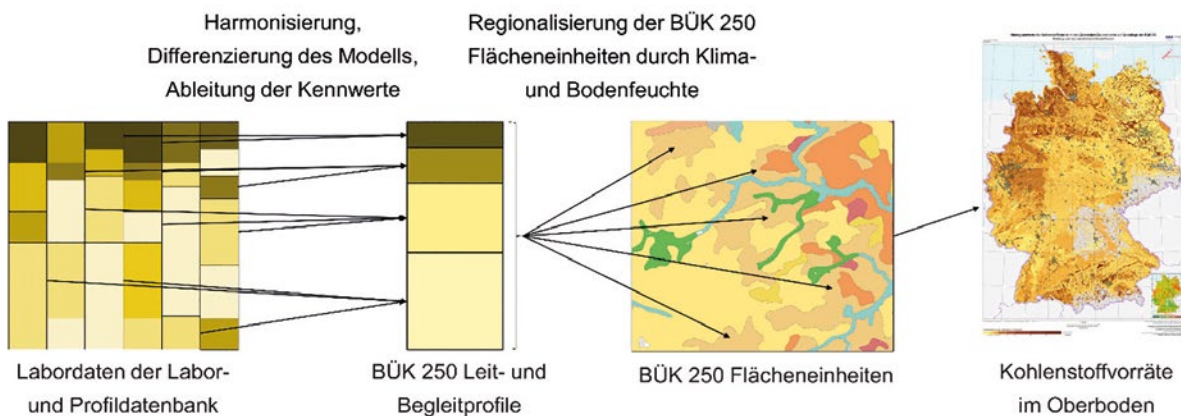 Harmonisierung,
Differenzierung des Modells,
Ableitung der Kennwerte
Regionalisierung der BÜK 250
Flächeneinheiten durch Klima-
und Bodenfeuchte
Labordaten der Labor-
und Profildatenbank
BÜK 250 Leit- und
Begleitprofile
BÜK 250 Flächeneinheiten
Kohlenstoffvorräte
im Oberboden